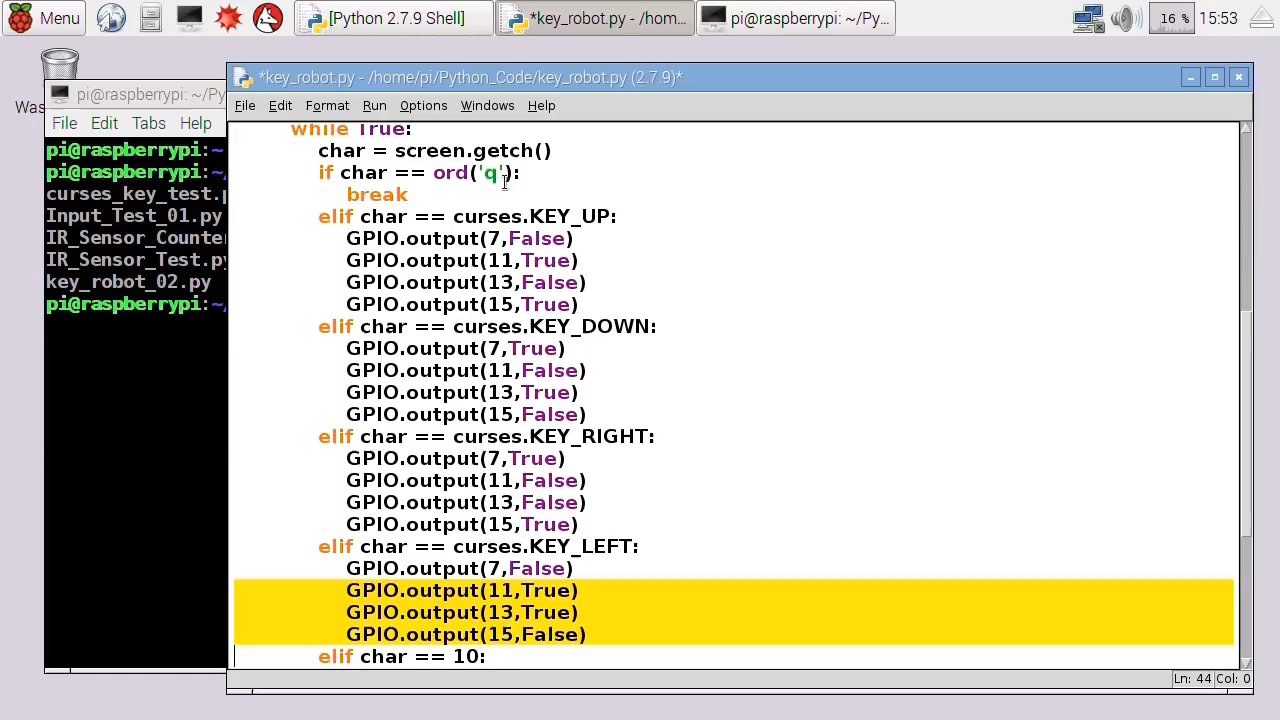 Menu
[Python 2.7.9 Shell]
*key_robot.py - /hom...
pi@raspberrypi: ~/Py...
16 %
15:53
Was
pi@raspberrypi: ~/Py
File Edit Tabs Help
pi@raspberrypi:~
pi@raspberrypi:~
curses_key_test.p
Input_Test_01.py
IR_Sensor_Counte
IR_Sensor_Test.py
key_robot_02.py
pi@raspberrypi:~/
*key_robot.py - /home/pi/Python_Code/key_robot.py (2.7.9)*
File Edit Format Run Options Windows Help
while True:
char = screen.getch()
if char == ord('q'):
break
elif char == curses.KEY_UP:
GPIO.output(7,False)
GPIO.output(11,True)
GPIO.output(13,False)
GPIO.output(15,True)
elif char == curses.KEY_DOWN:
GPIO.output(7,True)
GPIO.output(11,False)
GPIO.output(13,True)
GPIO.output(15,False)
elif char == curses.KEY_RIGHT:
GPIO.output(7,True)
GPIO.output(11,False)
GPIO.output(13,False)
GPIO.output(15,True)
elif char == curses.KEY_LEFT:
GPIO.output(7,False)
GPIO.output(11,True)
GPIO.output(13,True)
GPIO.output(15,False)
elif char == 10:
Ln: 44 Col: 0